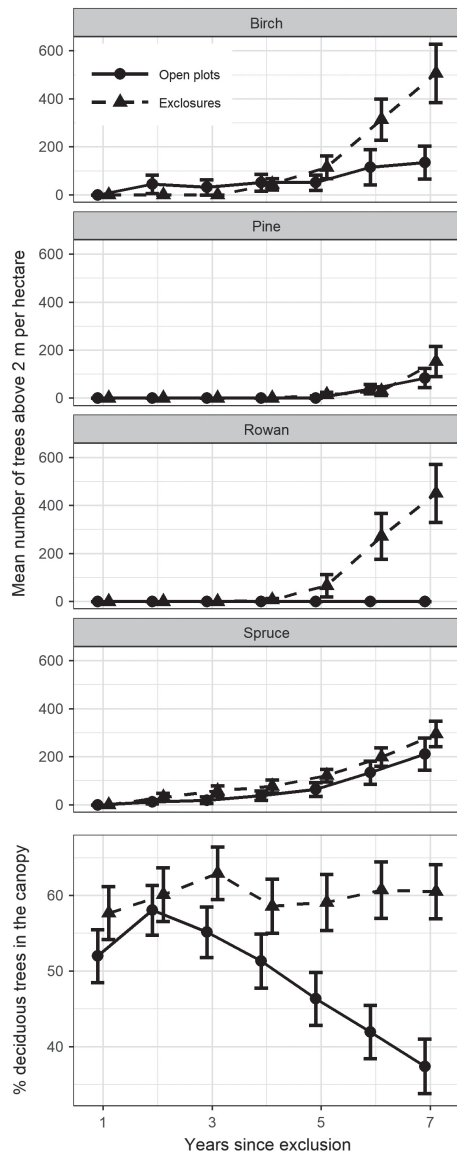 Birch
600
400
200
0
Open plots
Exclosures
Pine
600
400
200
0
Rowan
600
400
200
0
Spruce
600
400
200
0
Mean number of trees above 2 m per hectare
60
50
40
% deciduous trees in the canopy
1 3 5 7
Years since exclusion